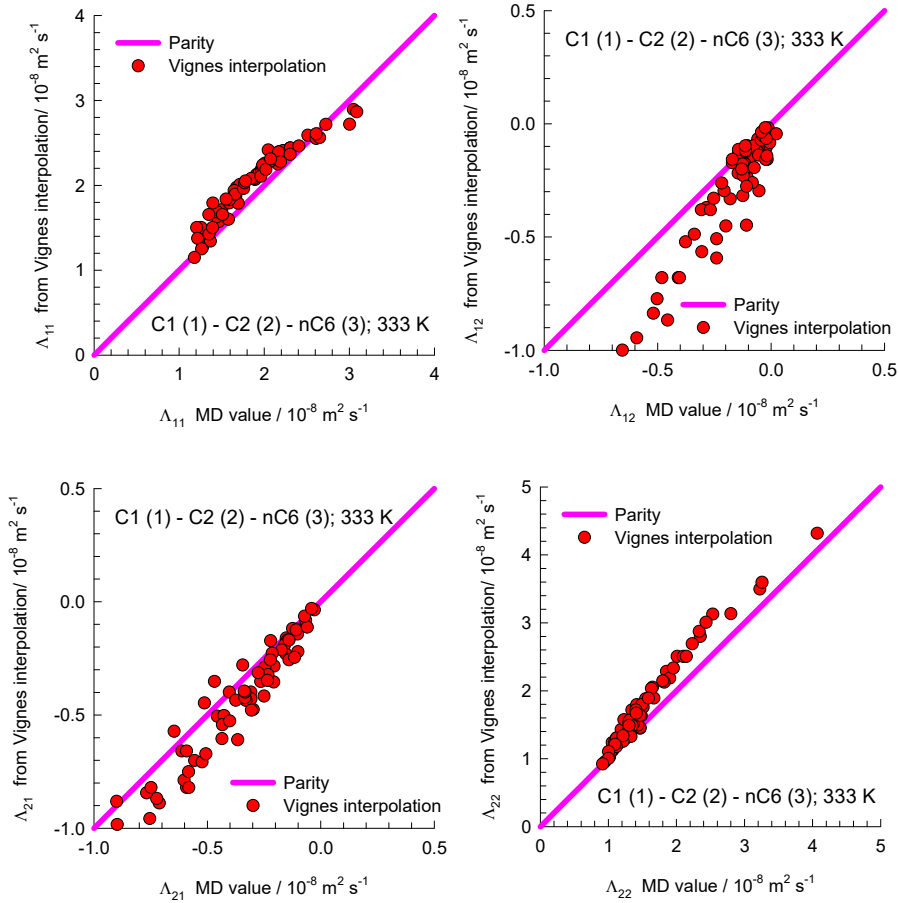 4
3
2
1
0
0
1
2
3
4
Λ₁₁ from Vignes interpolation/ 10⁻⁸ m² s⁻¹
Parity
Vignes interpolation
C1 (1) - C2 (2) - nC6 (3); 333 K
Λ₁₁ MD value / 10⁻⁸ m² s⁻¹
0.5
0.0
-0.5
-1.0
-1.0
-0.5
0.0
0.5
Λ₁₂ from Vignes interpolation/ 10⁻⁸ m² s⁻¹
C1 (1) - C2 (2) - nC6 (3); 333 K
Parity
Vignes interpolation
Λ₁₂ MD value / 10⁻⁸ m² s⁻¹
0.5
0.0
-0.5
-1.0
-1.0
-0.5
0.0
0.5
Λ₂₁ from Vignes interpolation/ 10⁻⁸ m² s⁻¹
C1 (1) - C2 (2) - nC6 (3); 333 K
Parity
Vignes interpolation
Λ₂₁ MD value / 10⁻⁸ m² s⁻¹
5
4
3
2
1
0
0
1
2
3
4
5
Λ₂₂ from Vignes interpolation/ 10⁻⁸ m² s⁻¹
Parity
Vignes interpolation
C1 (1) - C2 (2) - nC6 (3); 333 K
Λ₂₂ MD value / 10⁻⁸ m² s⁻¹